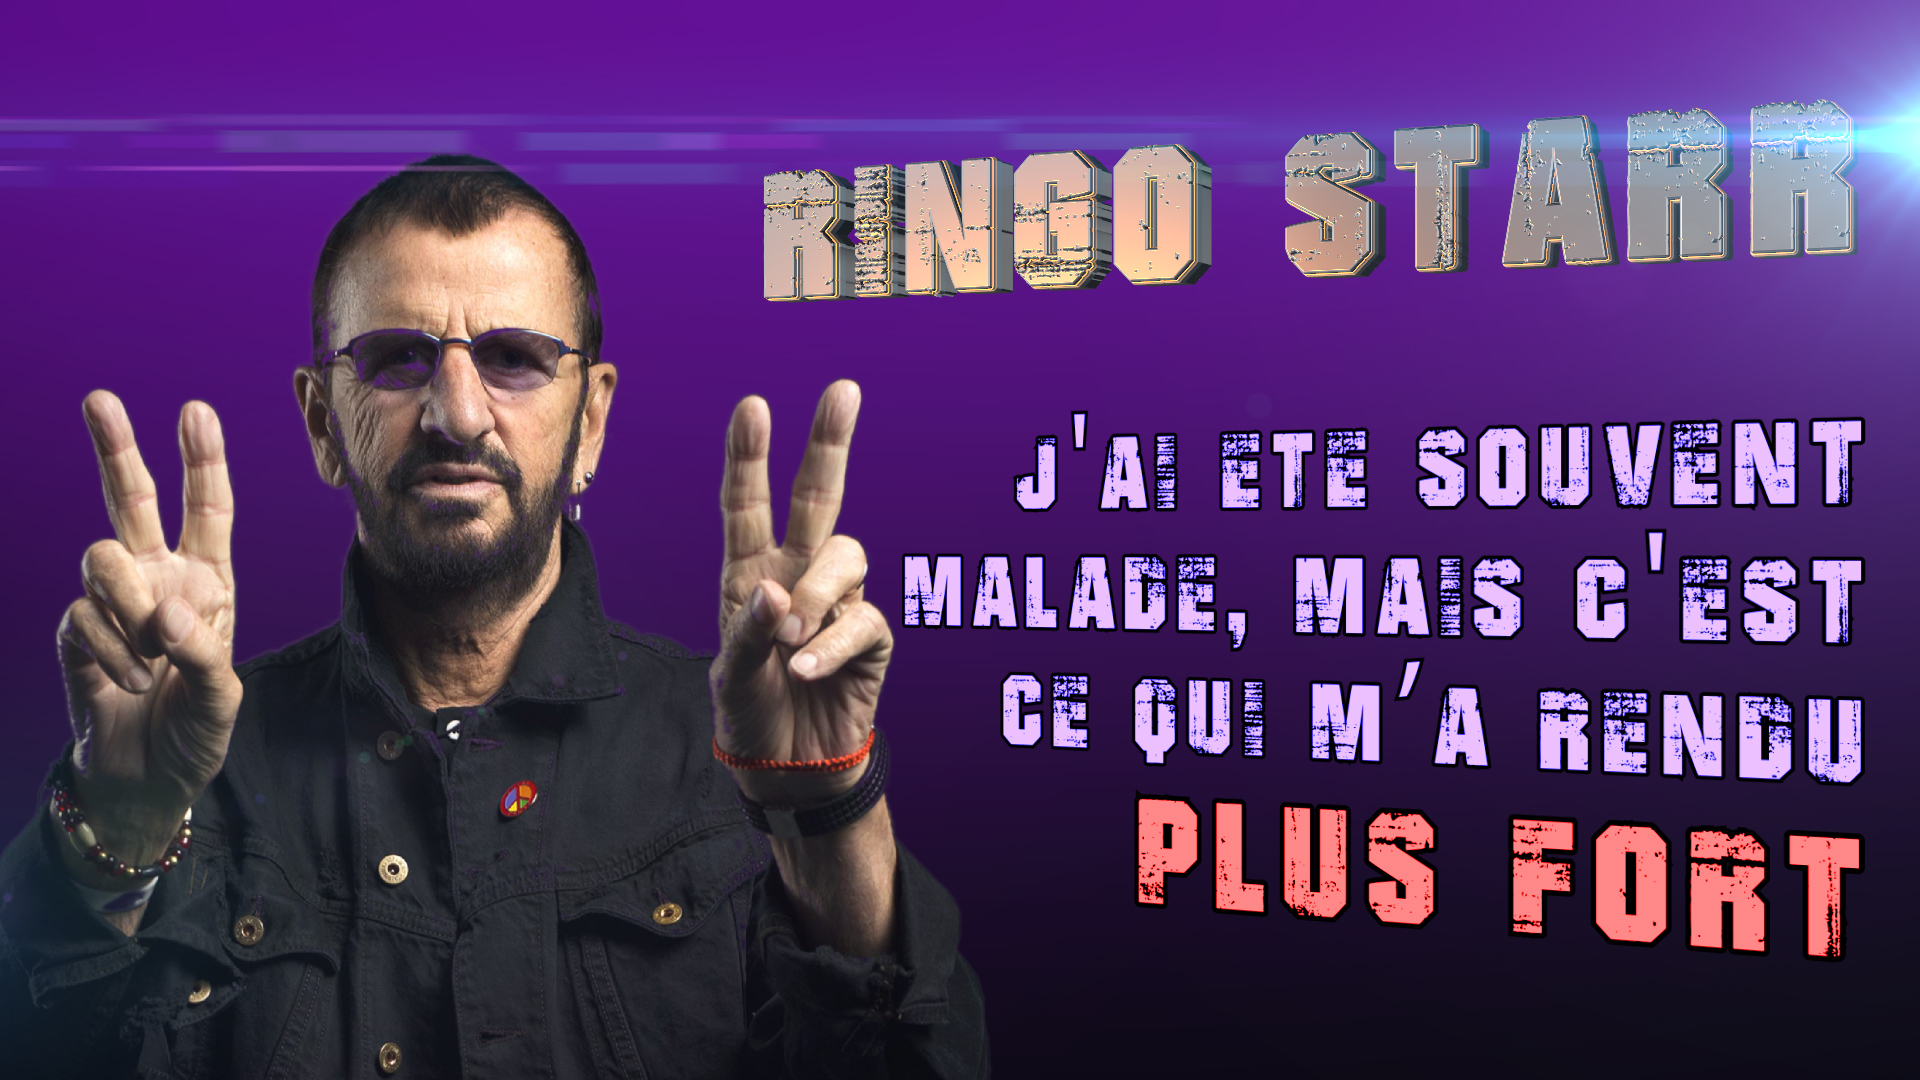 RINGO STARR
J'AI ETE SOUVENT
MALADE, MAIS C'EST
CE QUI M'A RENDU
PLUS FORT